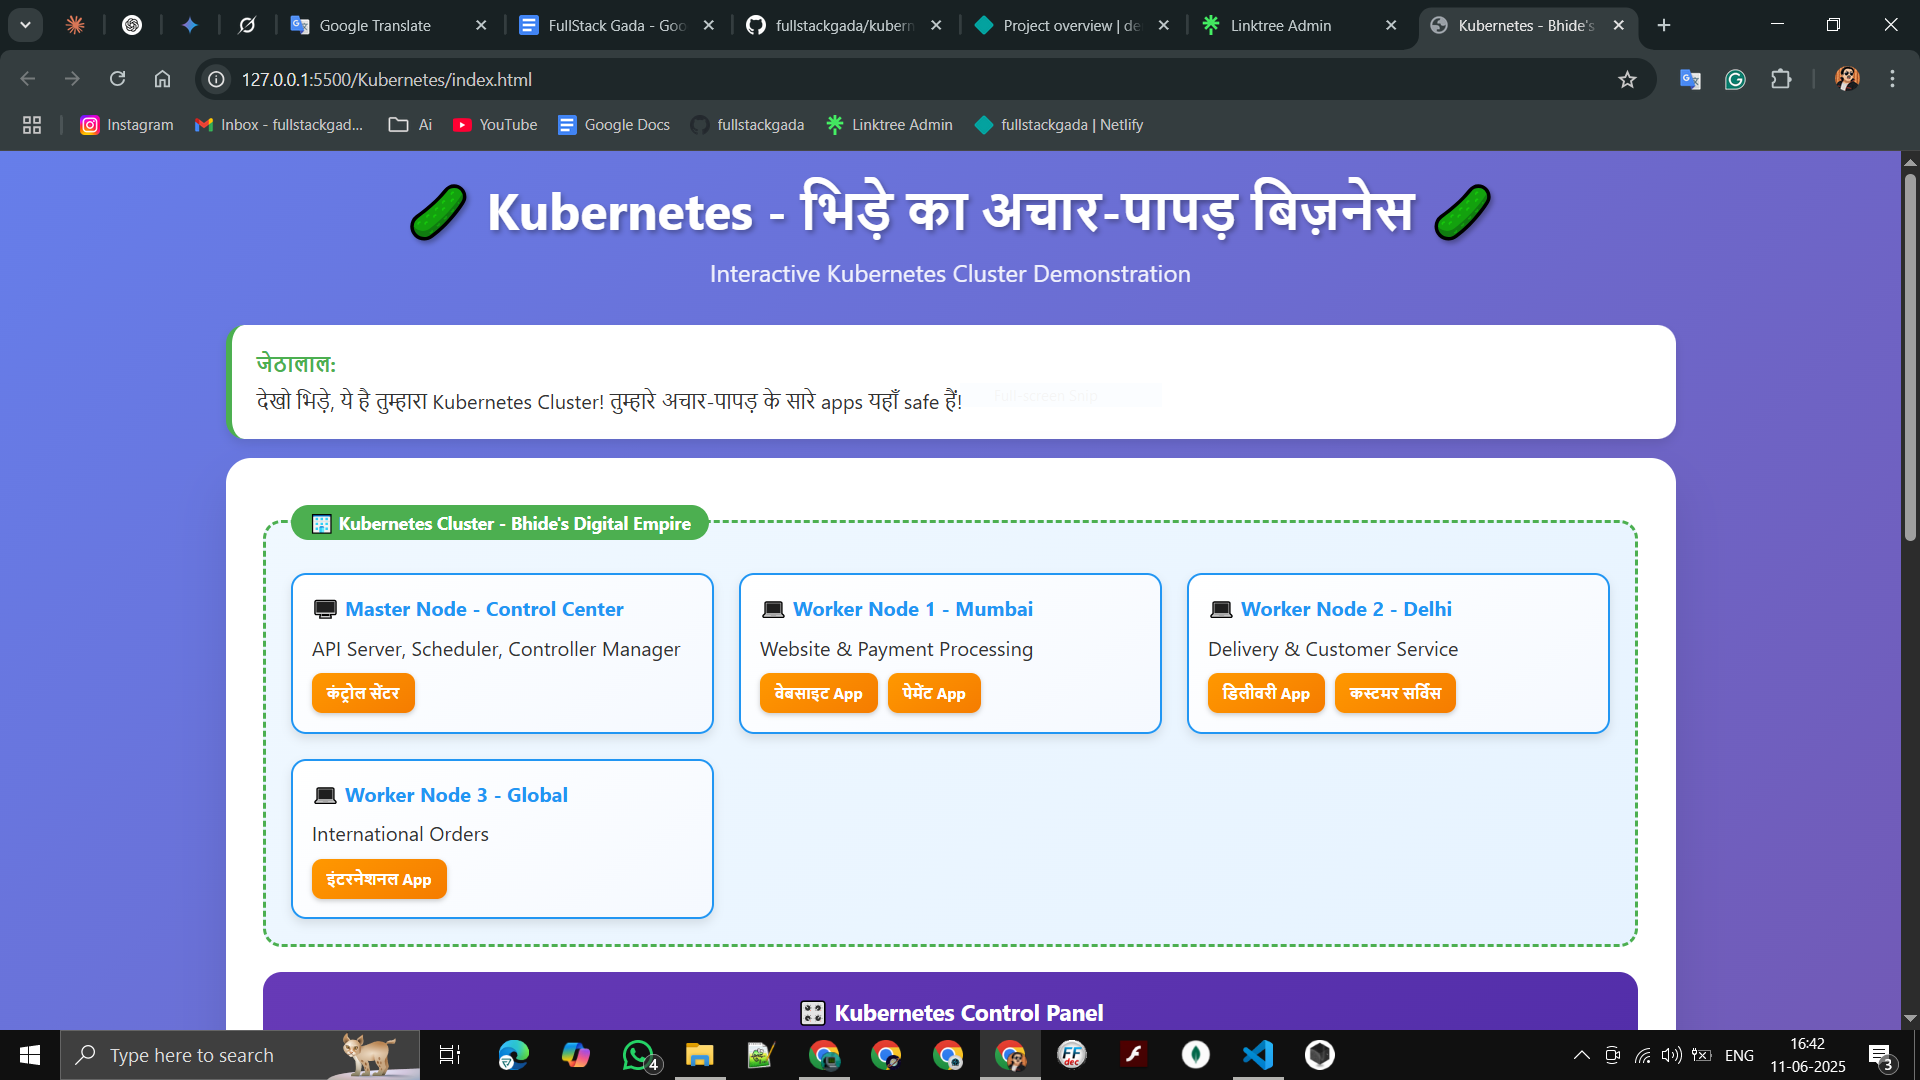 Google Translate
FullStack Gada - Goo
fullstackgada/kubern
Project overview | de
Linktree Admin
Kubernetes - Bhide's
127.0.0.1:5500/Kubernetes/index.html
Instagram
Inbox - fullstackgad...
Ai
YouTube
Google Docs
fullstackgada
Linktree Admin
fullstackgada | Netlify
Kubernetes - भिड़े का अचार-पापड़ बिज़नेस
Interactive Kubernetes Cluster Demonstration
जेठालाल:
देखो भिड़े, ये है तुम्हारा Kubernetes Cluster! तुम्हारे अचार-पापड़ के सारे apps यहाँ safe हैं!
Full-screen Snip
Kubernetes Cluster - Bhide's Digital Empire
Master Node - Control Center
API Server, Scheduler, Controller Manager
कंट्रोल सेंटर
Worker Node 1 - Mumbai
Website & Payment Processing
वेबसाइट App
पेमेंट App
Worker Node 2 - Delhi
Delivery & Customer Service
डिलीवरी App
कस्टमर सर्विस
Worker Node 3 - Global
International Orders
इंटरनेशनल App
Kubernetes Control Panel
Type here to search
4
FF
dec
ENG
16:42
11-06-2025
3